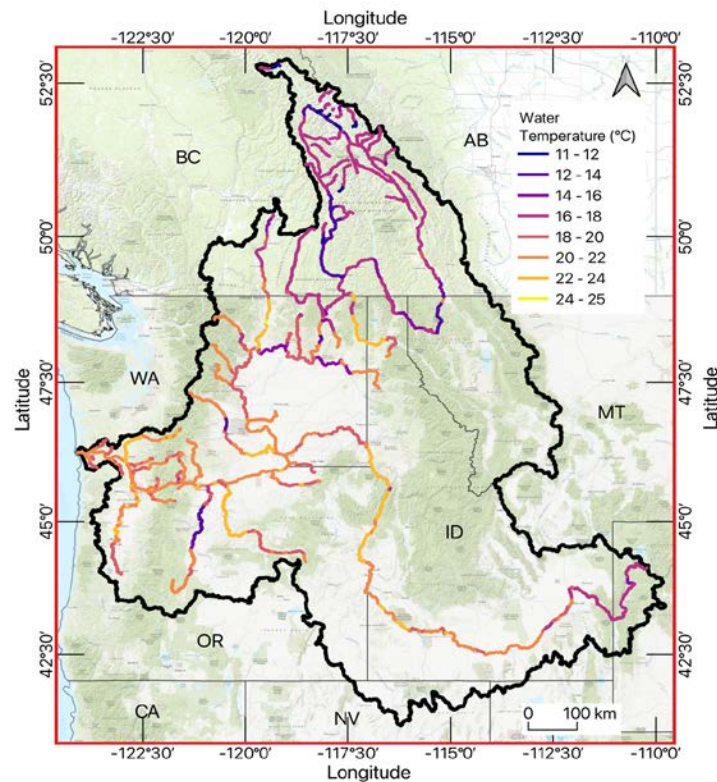 Longitude
-122°30' -120°0' -117°30' -115°0' -112°30' -110°0'
52°30' 52°30'
Water
Temperature (°C)
11 - 12
12 - 14
14 - 16
16 - 18
18 - 20
20 - 22
22 - 24
24 - 25
BC AB
50°0' 50°0'
Latitude
47°30' 47°30'
WA
MT
Latitude
45°0' 45°0'
ID
OR
42°30' 42°30'
CA NV
0 100 km
-122°30' -120°0' -117°30' -115°0' -112°30' -110°0'
Longitude